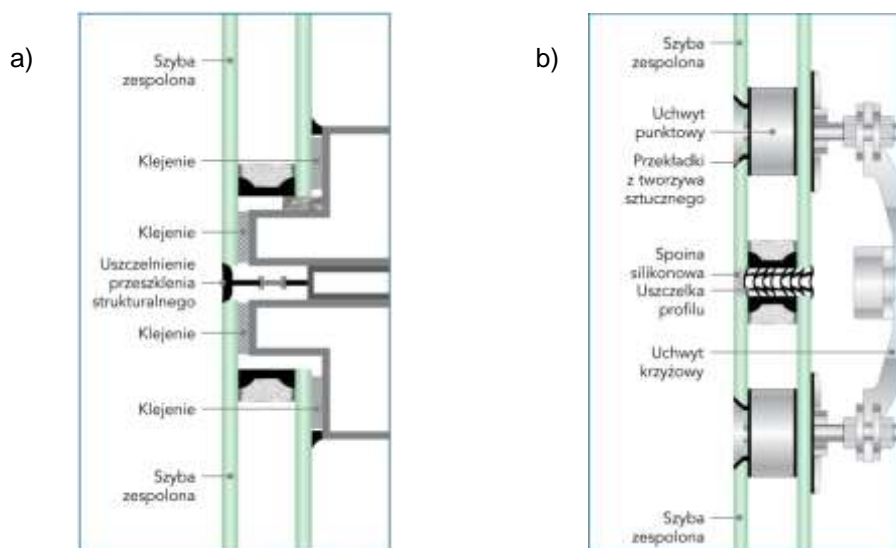 a)
Szyba
zespolona
Klejenie
Klejenie
Uszczelnienie
przeszklenia
strukturalnego
Klejenie
Klejenie
Szyba
zespolona
b)
Szyba
zespolona
Uchwyt
punktowy
Przekładki
z tworzywa
sztucznego
Spoina
silikonowa
Uszczelka
profilu
Uchwyt
krzyżowy
Szyba
zespolona